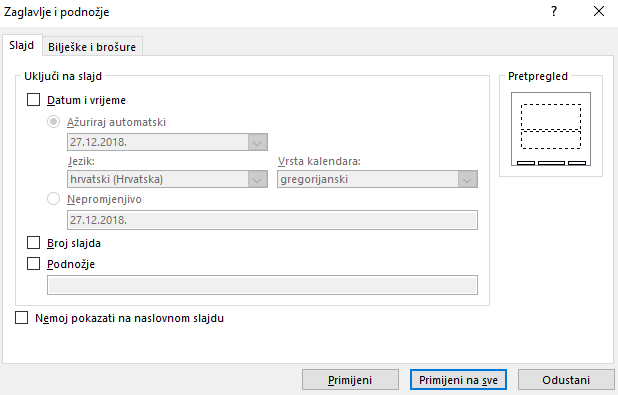 Zaglavlje i podnožje
?
Slajd
Bilješke i brošure
Uključi na slajd
Pretpregled
Datum i vrijeme
Ažuriraj automatski
27.12.2018.
Jezik:
Vrsta kalendara:
hrvatski (Hrvatska)
gregorijanski
Nepromjenjivo
27.12.2018.
Broj slajda
Podnožje
Nemoj pokazati na naslovnom slajdu
Primijeni
Primijeni na sve
Odustani